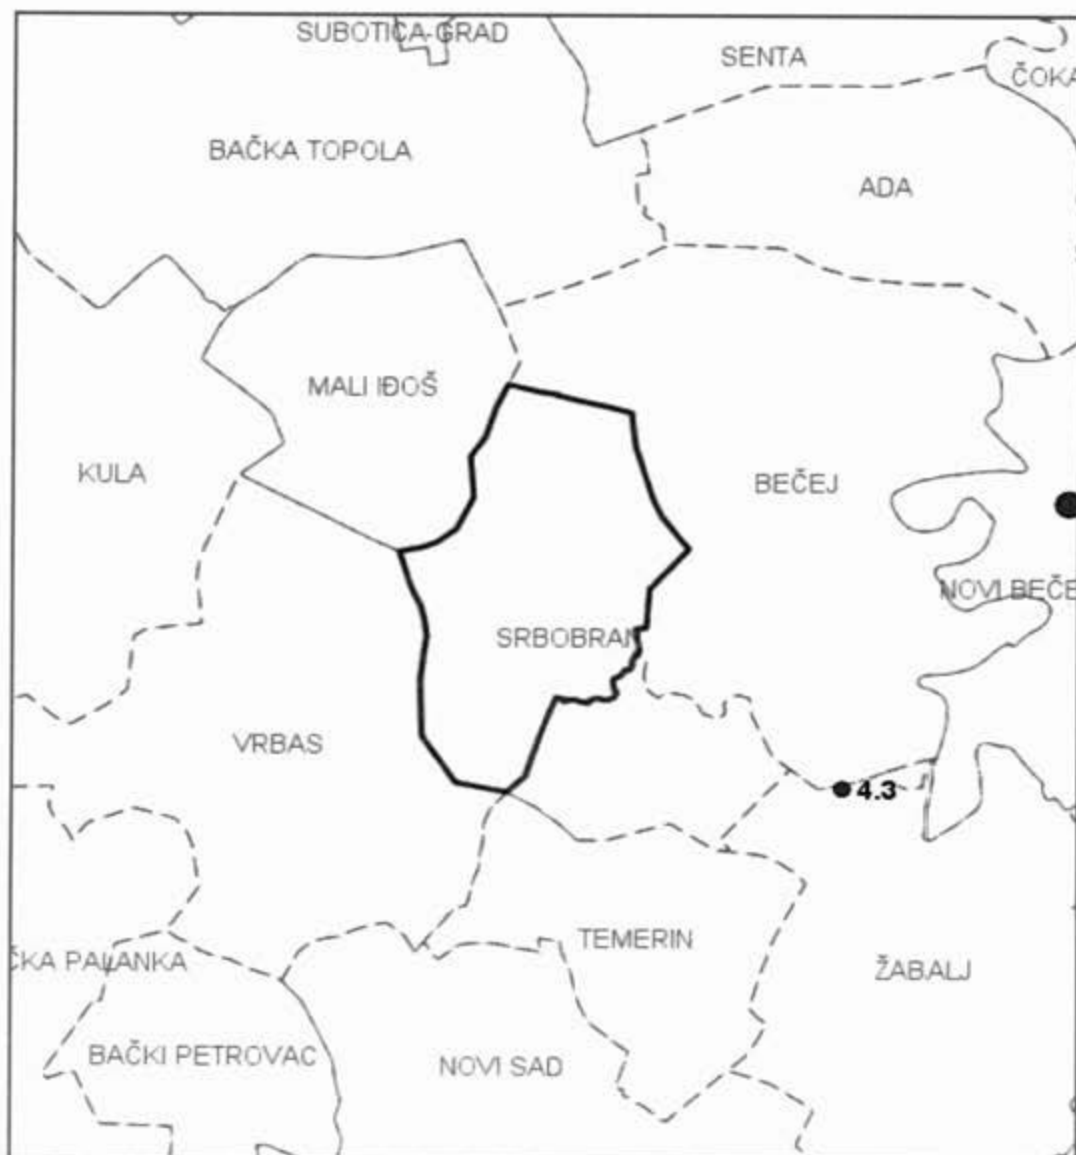 SUBOTICA-GRAD
SENTA
ČOKA
BAČKA TOPOLA
ADA
MALI IĐOŠ
KULA
BEČEJ
NOVI BEČE
SRBOBRAN
VRBAS
4.3
TEMERIN
ČKA PALANKA
ŽABALJ
BAČKI PETROVAC
NOVI SAD